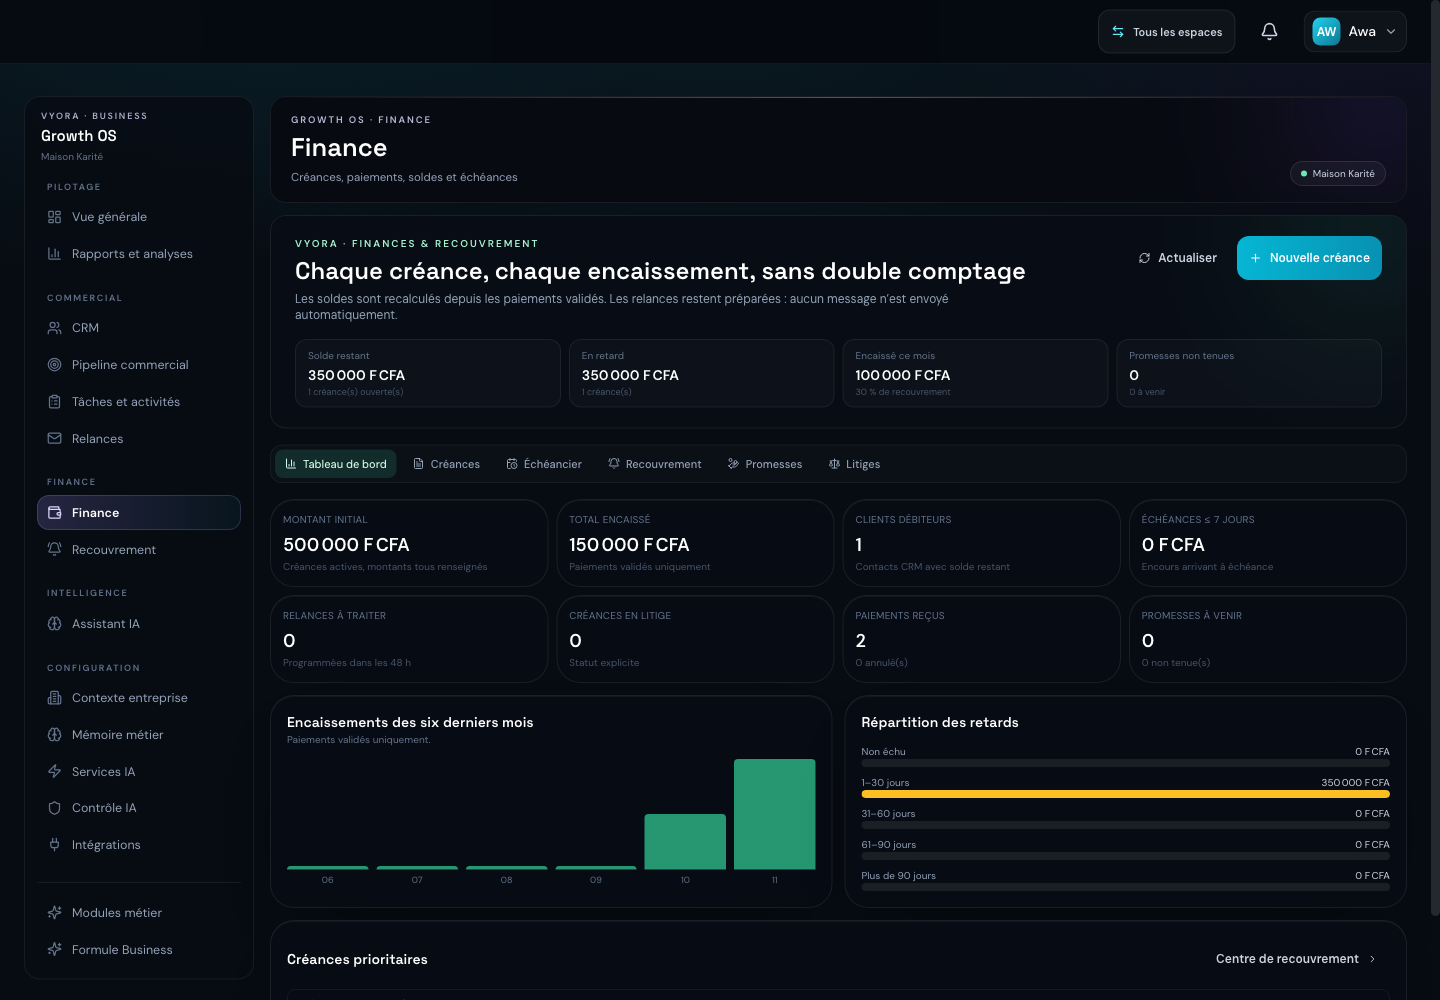 Tous les espaces
AW
Awa
VYORA · BUSINESS
Growth OS
Maison Karité
PILOTAGE
Vue générale
Rapports et analyses
COMMERCIAL
CRM
Pipeline commercial
Tâches et activités
Relances
FINANCE
Finance
Recouvrement
INTELLIGENCE
Assistant IA
CONFIGURATION
Contexte entreprise
Mémoire métier
Services IA
Contrôle IA
Intégrations
Modules métier
Formule Business
GROWTH OS · FINANCE
Finance
Créances, paiements, soldes et échéances
Maison Karité
VYORA · FINANCES & RECOUVREMENT
Chaque créance, chaque encaissement, sans double comptage
Les soldes sont recalculés depuis les paiements validés. Les relances restent préparées : aucun message n’est envoyé
automatiquement.
Actualiser
Nouvelle créance
Solde restant
350 000 F CFA
1 créance(s) ouverte(s)
En retard
350 000 F CFA
1 créance(s)
Encaissé ce mois
100 000 F CFA
30 % de recouvrement
Promesses non tenues
0
0 à venir
Tableau de bord
Créances
Échéancier
Recouvrement
Promesses
Litiges
MONTANT INITIAL
500 000 F CFA
Créances actives, montants tous renseignés
TOTAL ENCAISSÉ
150 000 F CFA
Paiements validés uniquement
CLIENTS DÉBITEURS
1
Contacts CRM avec solde restant
ÉCHÉANCES ≤ 7 JOURS
0 F CFA
Encours arrivant à échéance
RELANCES À TRAITER
0
Programmées dans les 48 h
CRÉANCES EN LITIGE
0
Statut explicite
PAIEMENTS REÇUS
2
0 annulé(s)
PROMESSES À VENIR
0
0 non tenue(s)
Encaissements des six derniers mois
Paiements validés uniquement.
06 07 08 09 10 11
Répartition des retards
Non échu 0 F CFA
1–30 jours 350 000 F CFA
31–60 jours 0 F CFA
61–90 jours 0 F CFA
Plus de 90 jours 0 F CFA
Créances prioritaires
Centre de recouvrement